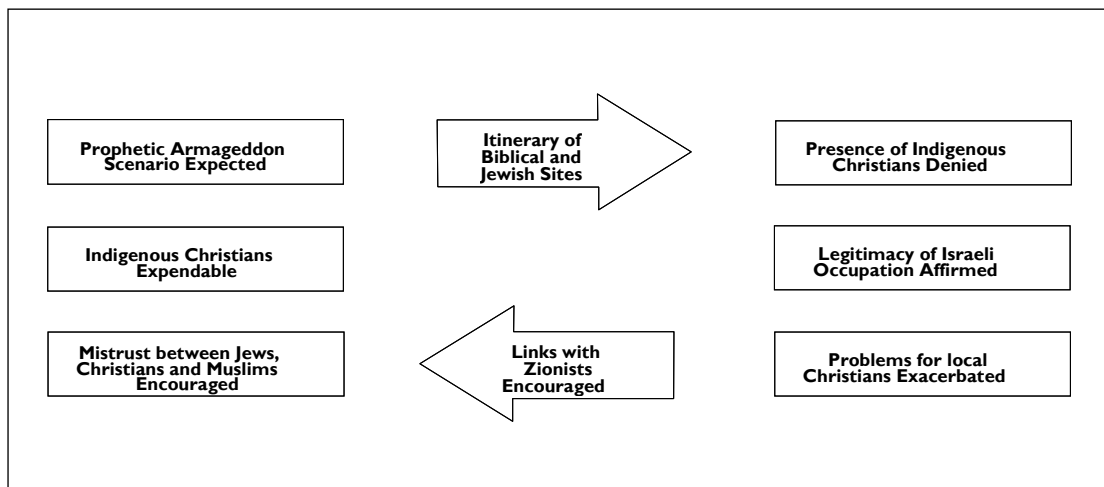 Prophetic Armageddon
Scenario Expected
Itinerary of
Biblical and
Jewish Sites
Presence of Indigenous
Christians Denied
Indigenous Christians
Expendable
Legitimacy of Israeli
Occupation Affirmed
Mistrust between Jews,
Christians and Muslims
Encouraged
Links with
Zionists
Encouraged
Problems for local
Christians Exacerbated